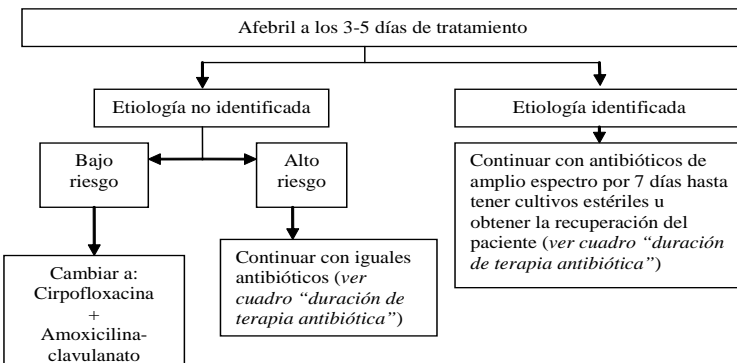 Afebril a los 3-5 días de tratamiento
Etiología no identificada
Etiología identificada
Bajo
riesgo
Alto
riesgo
Continuar con antibióticos de
amplio espectro por 7 días hasta
tener cultivos estériles u
obtener la recuperación del
paciente (ver cuadro “duración
de terapia antibiótica”)
Cambiar a:
Cirpofloxacina
+
Amoxicilina-
clavulanato
Continuar con iguales
antibióticos (ver
cuadro “duración de
terapia antibiótica”)